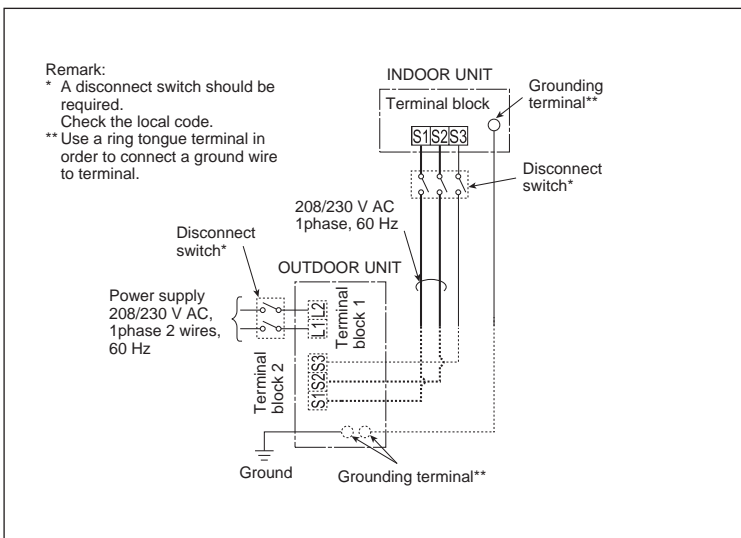 Remark:
* A disconnect switch should be
required.
Check the local code.
** Use a ring tongue terminal in
order to connect a ground wire
to terminal.
INDOOR UNIT
Terminal block
S1 S2 S3
Grounding
terminal**
Disconnect
switch*
208/230 V AC
1phase, 60 Hz
Disconnect
switch*
OUTDOOR UNIT
Power supply
208/230 V AC,
1phase 2 wires,
60 Hz
L1 L2
Terminal
block 1
Terminal
block 2
S1 S2 S3
Ground
Grounding terminal**